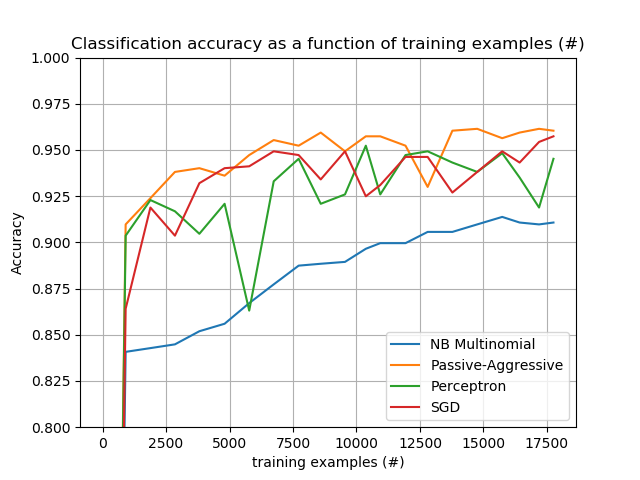 Classification accuracy as a function of training examples (#)
1.000
0.975
0.950
0.925
0.900
0.875
0.850
0.825
0.800
Accuracy
NB Multinomial
Passive-Aggressive
Perceptron
SGD
0 2500 5000 7500 10000 12500 15000 17500
training examples (#)